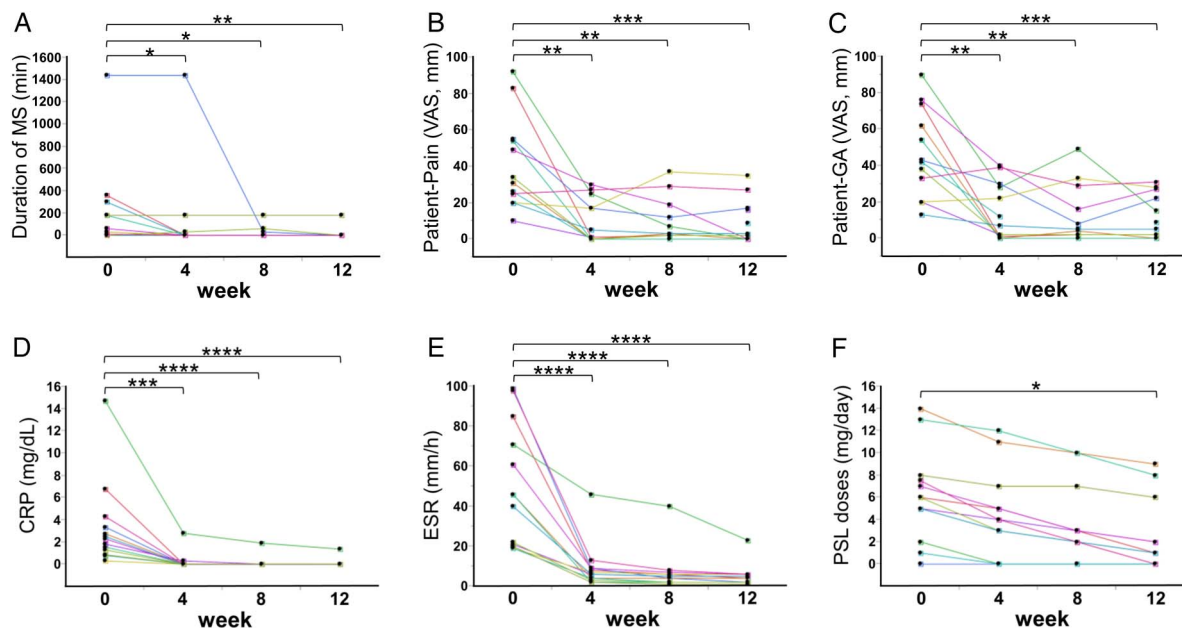 A
**
*
*
Duration of MS (min)
1600
1400
1200
1000
800
600
400
200
0
0 4 8 12
week
B
***
**
**
Patient-Pain (VAS, mm)
100
80
60
40
20
0
0 4 8 12
week
C
***
**
**
Patient-GA (VAS, mm)
100
80
60
40
20
0
0 4 8 12
week
D
****
****
***
CRP (mg/dL)
16
14
12
10
8
6
4
2
0
0 4 8 12
week
E
****
****
****
ESR (mm/h)
100
80
60
40
20
0
0 4 8 12
week
F
*
PSL doses (mg/day)
16
14
12
10
8
6
4
2
0
0 4 8 12
week